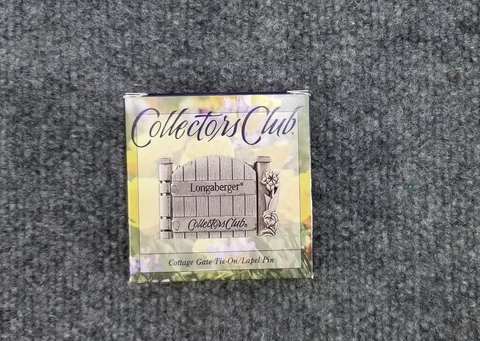 Collectors Club®
Longaberger®
Collectors Club®
Cottage Gate Tie-On/Lapel Pin